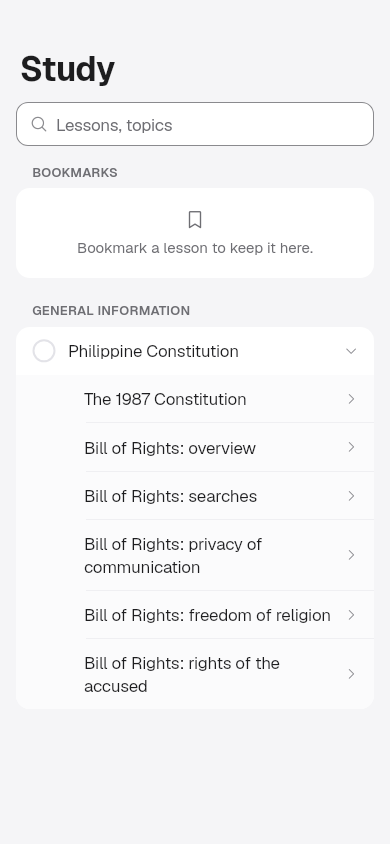 Study
Lessons, topics
BOOKMARKS
Bookmark a lesson to keep it here.
GENERAL INFORMATION
Philippine Constitution
The 1987 Constitution
Bill of Rights: overview
Bill of Rights: searches
Bill of Rights: privacy of
communication
Bill of Rights: freedom of religion
Bill of Rights: rights of the
accused